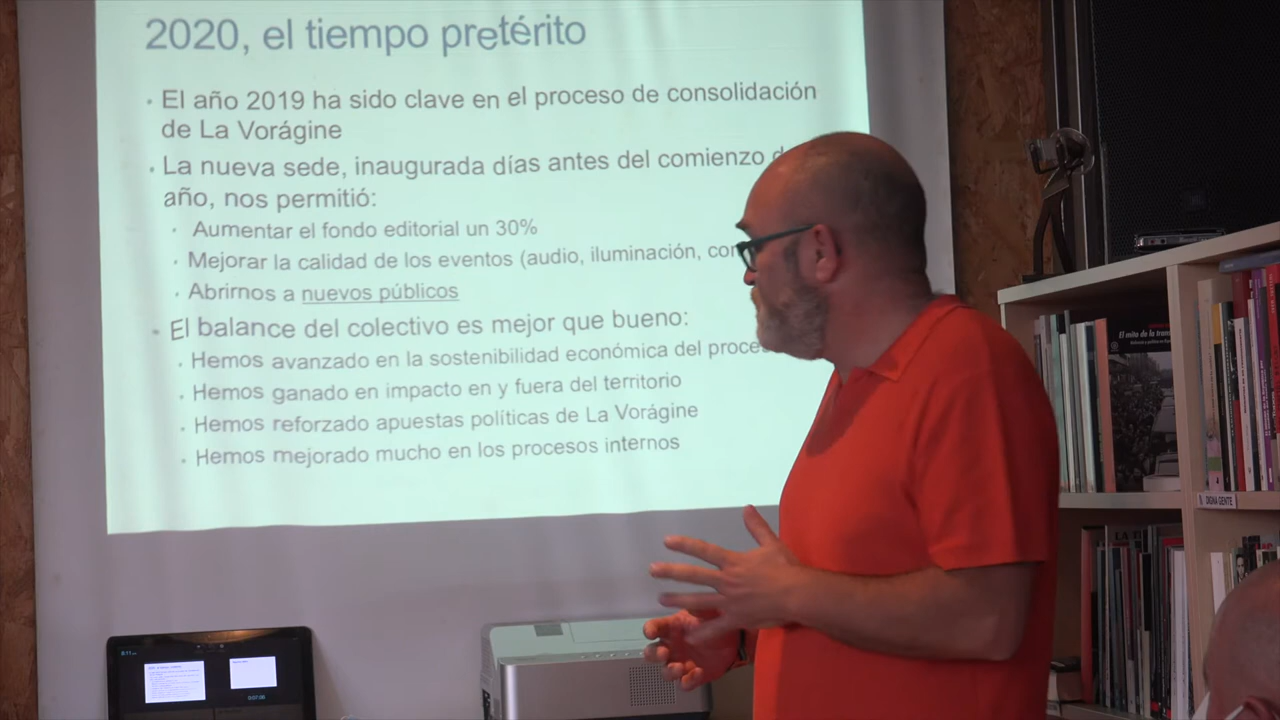 2020, el tiempo pretérito
El año 2019 ha sido clave en el proceso de consolidación
de La Vorágine
La nueva sede, inaugurada días antes del comienzo
año, nos permitió:
Aumentar el fondo editorial un 30%
Mejorar la calidad de los eventos (audio, iluminación,
Abrirnos a nuevos públicos
El balance del colectivo es mejor que bueno:
Hemos avanzado en la sostenibilidad económica del
Hemos ganado en impacto en y fuera del territorio
Hemos reforzado apuestas políticas de La Vorágine
Hemos mejorado mucho en los procesos internos
El mito de la
DIGNA GENTE